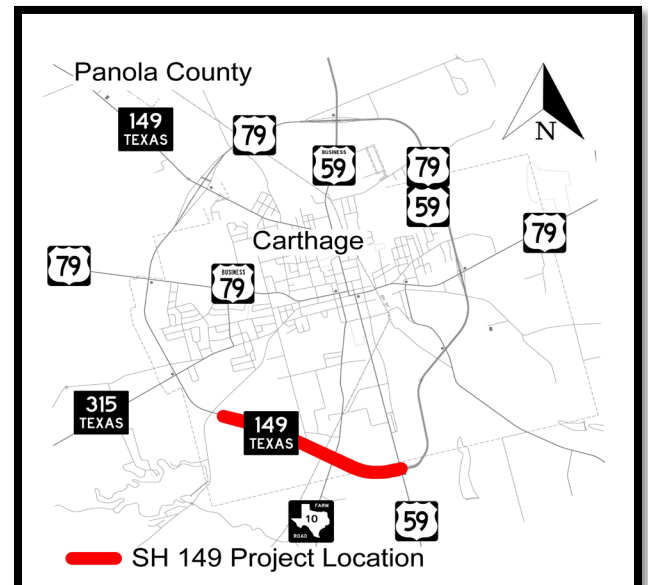 Panola County
149
TEXAS
79
BUSINESS
59
79
59
N
79
Carthage
79
BUSINESS
79
315
TEXAS
149
TEXAS
FARM
10
ROAD
59
SH 149 Project Location